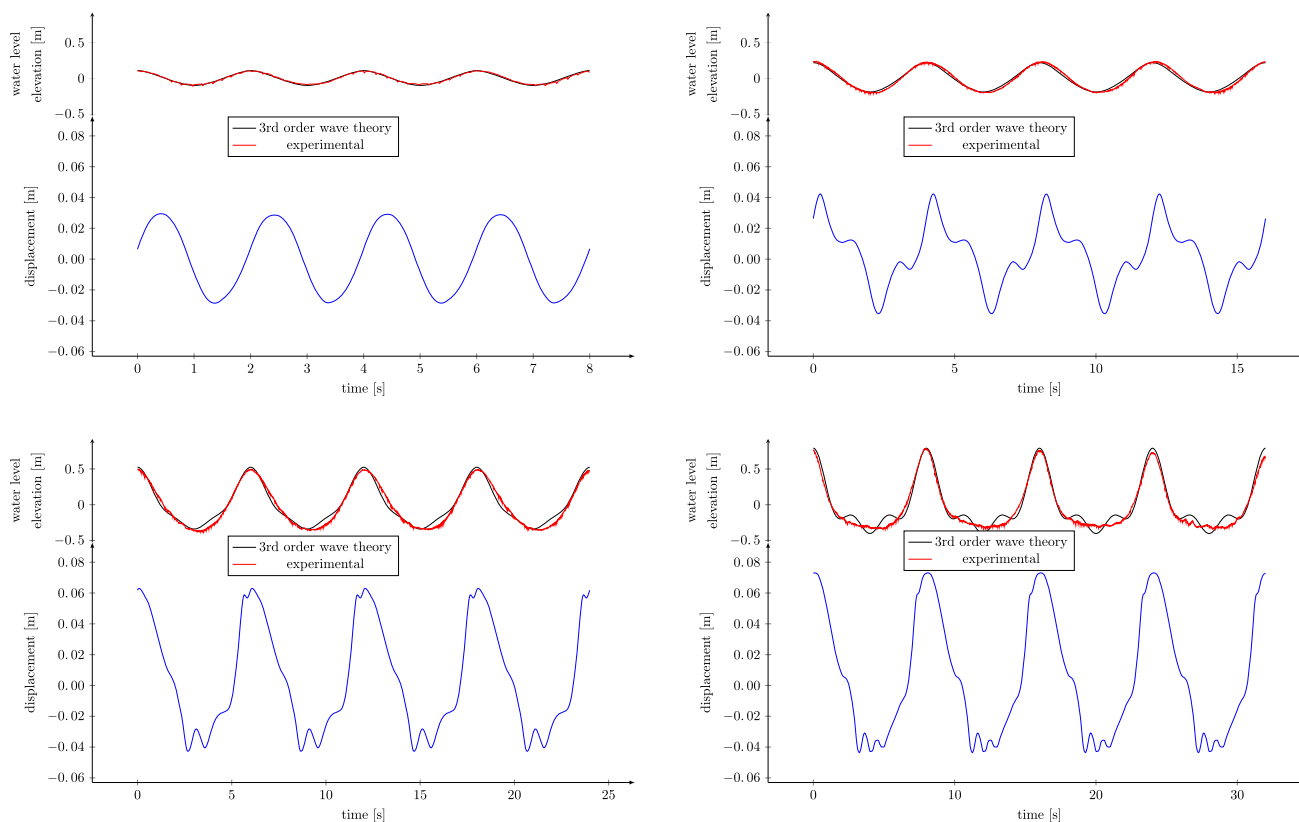 water level
elevation [m]
0.5
0
−0.5
3rd order wave theory
experimental
displacement [m]
0.08
0.06
0.04
0.02
0.00
−0.02
−0.04
−0.06
0 1 2 3 4 5 6 7 8
time [s]
water level
elevation [m]
0.5
0
−0.5
3rd order wave theory
experimental
displacement [m]
0.08
0.06
0.04
0.02
0.00
−0.02
−0.04
−0.06
0 5 10 15
time [s]
water level
elevation [m]
0.5
0
−0.5
3rd order wave theory
experimental
displacement [m]
0.08
0.06
0.04
0.02
0.00
−0.02
−0.04
−0.06
0 5 10 15 20 25
time [s]
water level
elevation [m]
0.5
0
−0.5
3rd order wave theory
experimental
displacement [m]
0.08
0.06
0.04
0.02
0.00
−0.02
−0.04
−0.06
0 10 20 30
time [s]